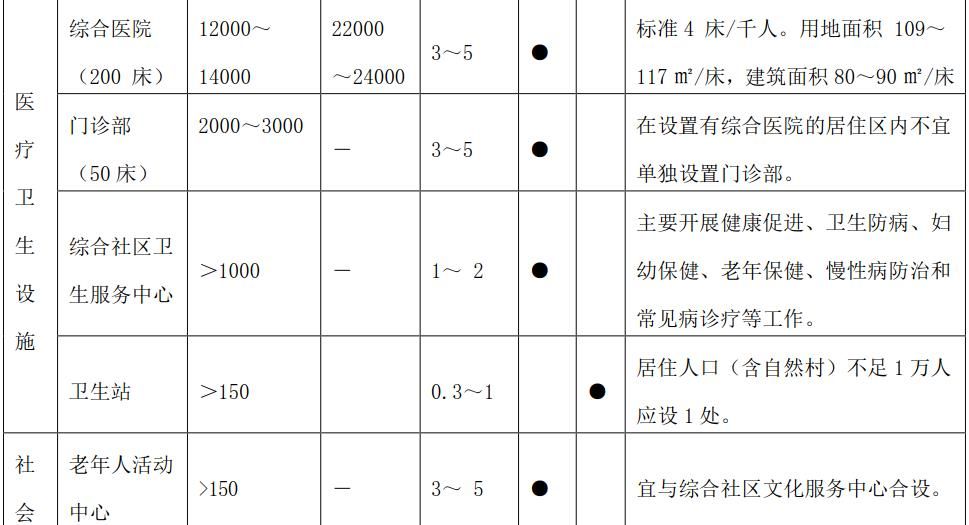 医疗卫生设施
综合医院
（200 床）
12000～
14000
22000
～24000
3～5
●
标准4 床/千人。用地面积 109～
117㎡/床，建筑面积80～90㎡/床
门诊部
（50床）
2000～3000
—
3～5
●
在设置有综合医院的居住区内不宜
单独设置门诊部。
综合社区卫
生服务中心
＞1000
—
1～ 2
●
主要开展健康促进、卫生防病、妇
幼保健、老年保健、慢性病防治和
常见病诊疗等工作。
卫生站
＞150
0.3～1
●
居住人口（含自然村）不足1万人
应设1处。
社会
老年人活动
中心
>150
—
3～ 5
●
宜与综合社区文化服务中心合设。